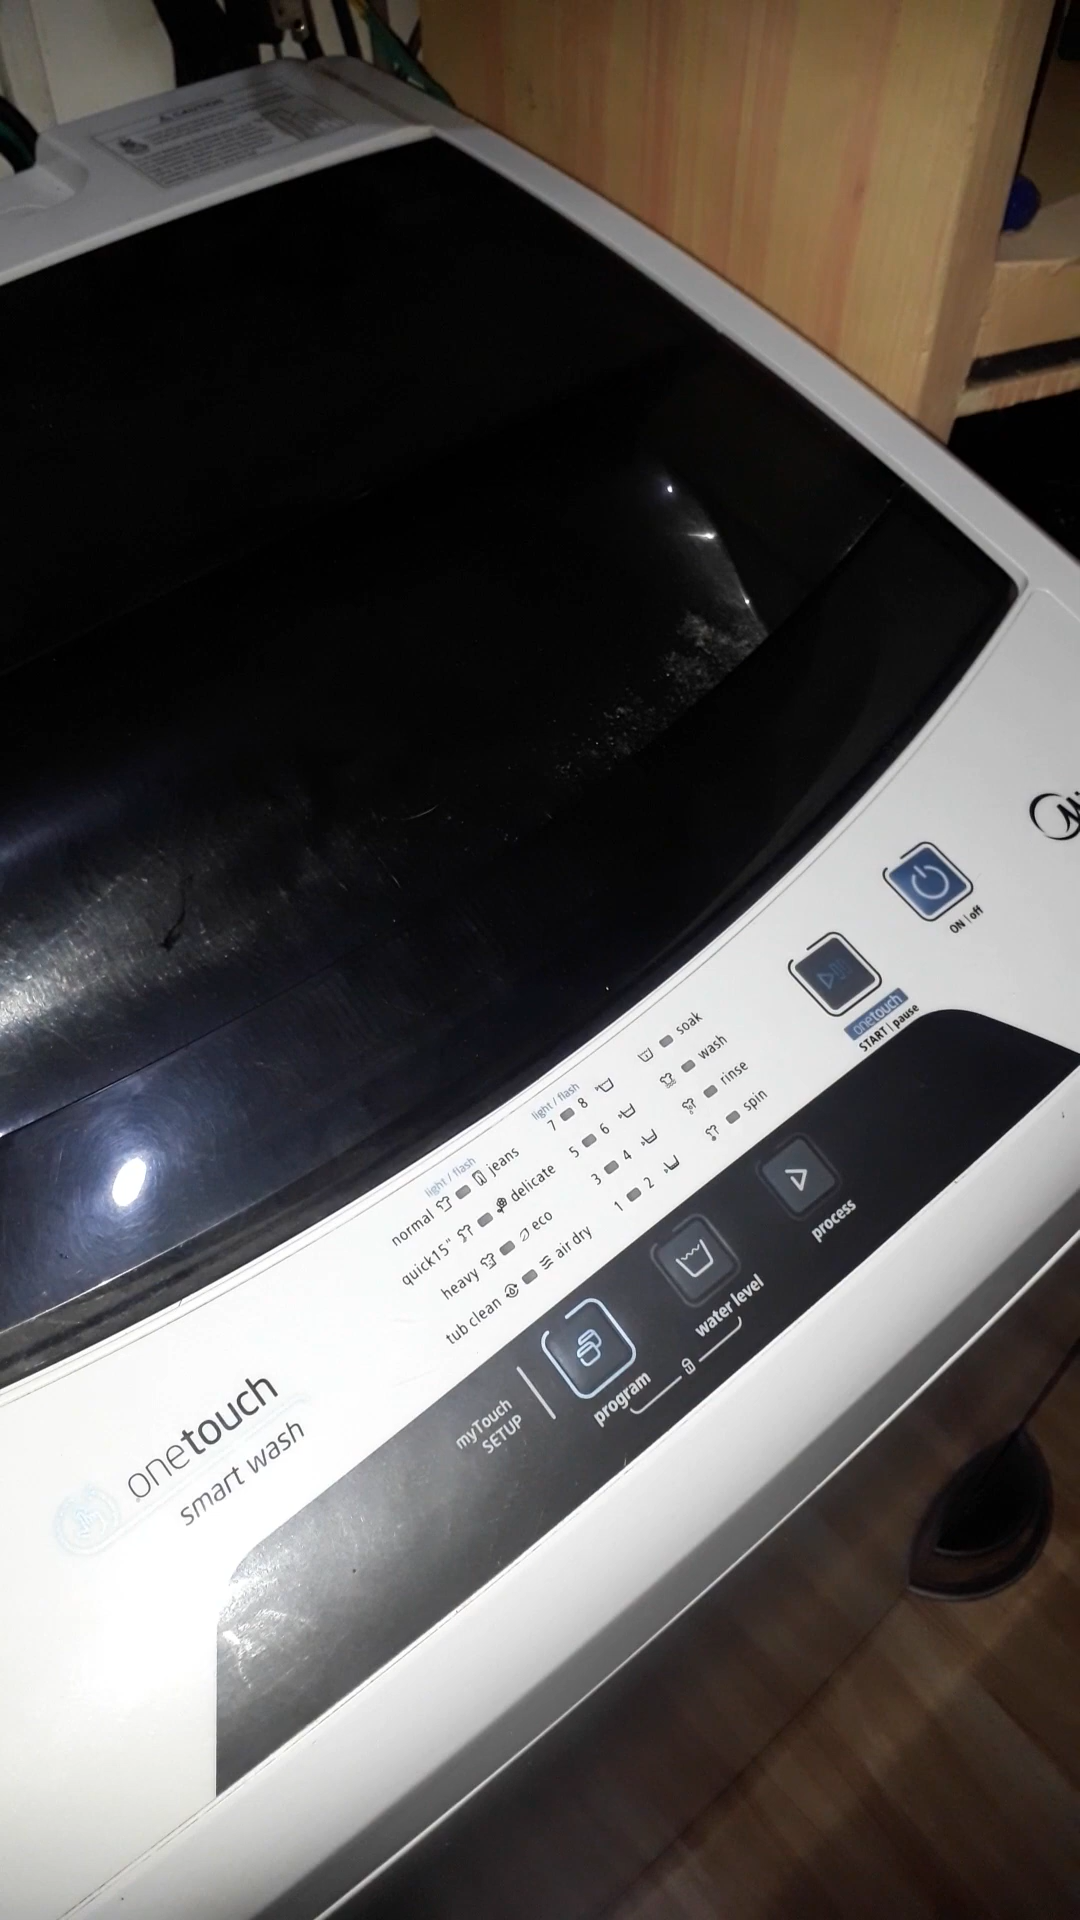 CAUTION
ON | off
onetouch
START | pause
soak
wash
rinse
spin
light / flash
7 8
5 6
3 4
1 2
light / flash
normal jeans
quick15" delicate
heavy eco
tub clean air dry
process
water level
program
myTouch
SETUP
onetouch
smart wash